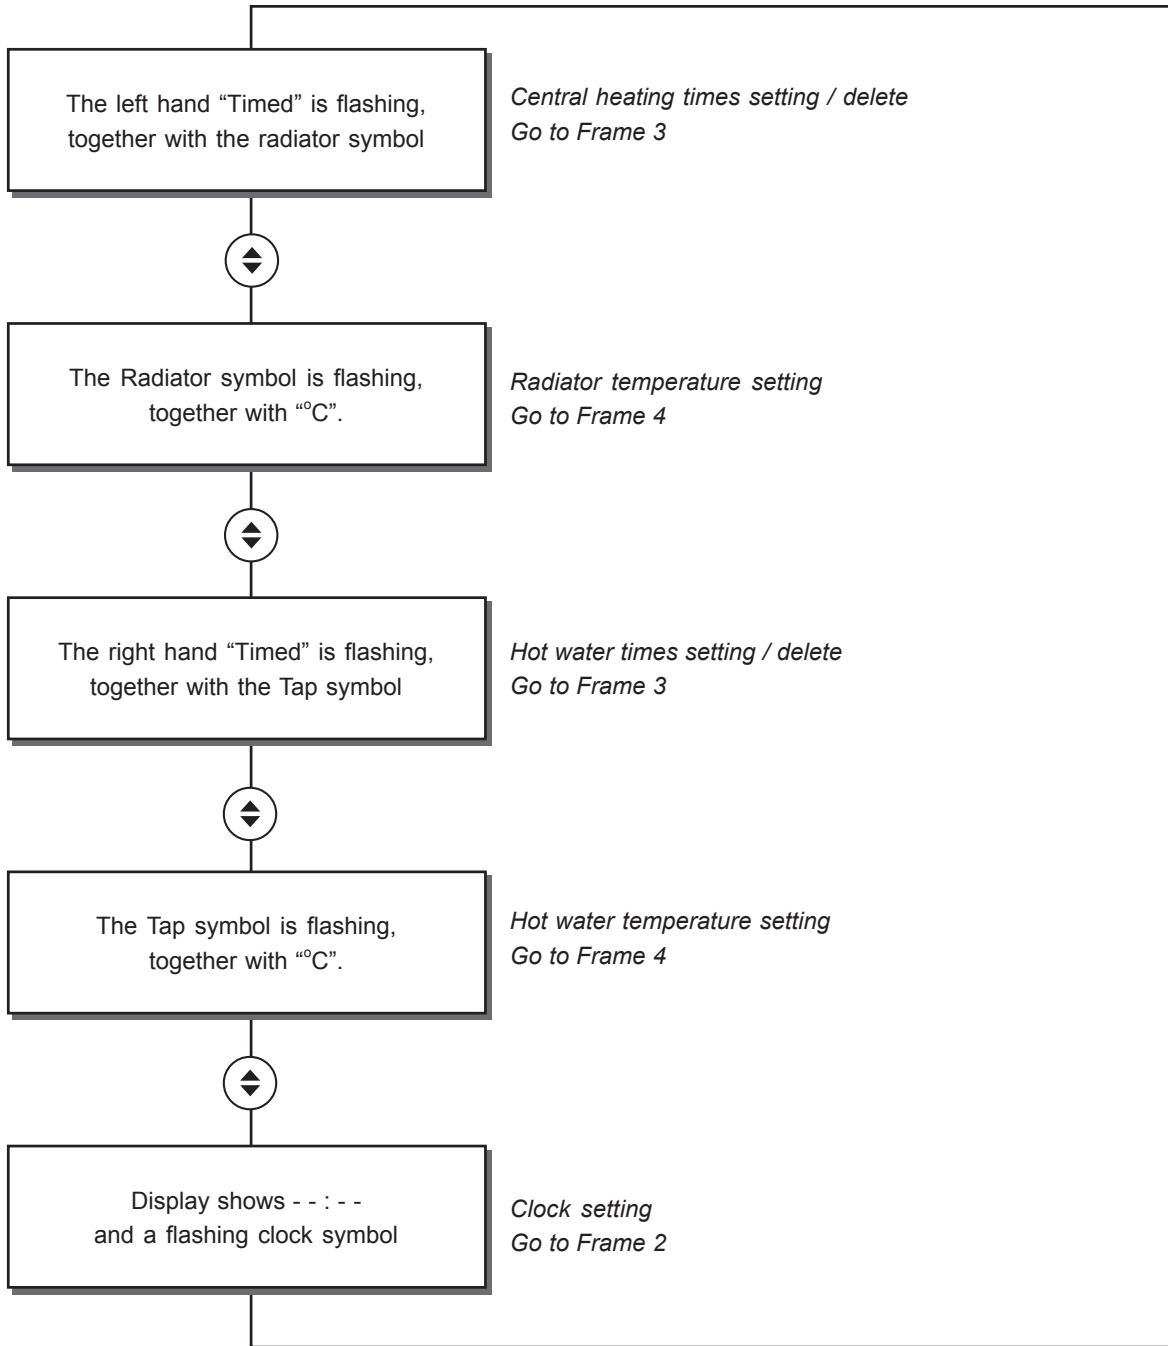 The left hand “Timed” is flashing,
together with the radiator symbol
Central heating times setting / delete
Go to Frame 3
The Radiator symbol is flashing,
together with “°C”.
Radiator temperature setting
Go to Frame 4
The right hand “Timed” is flashing,
together with the Tap symbol
Hot water times setting / delete
Go to Frame 3
The Tap symbol is flashing,
together with “°C”.
Hot water temperature setting
Go to Frame 4
Display shows - - : - -
and a flashing clock symbol
Clock setting
Go to Frame 2